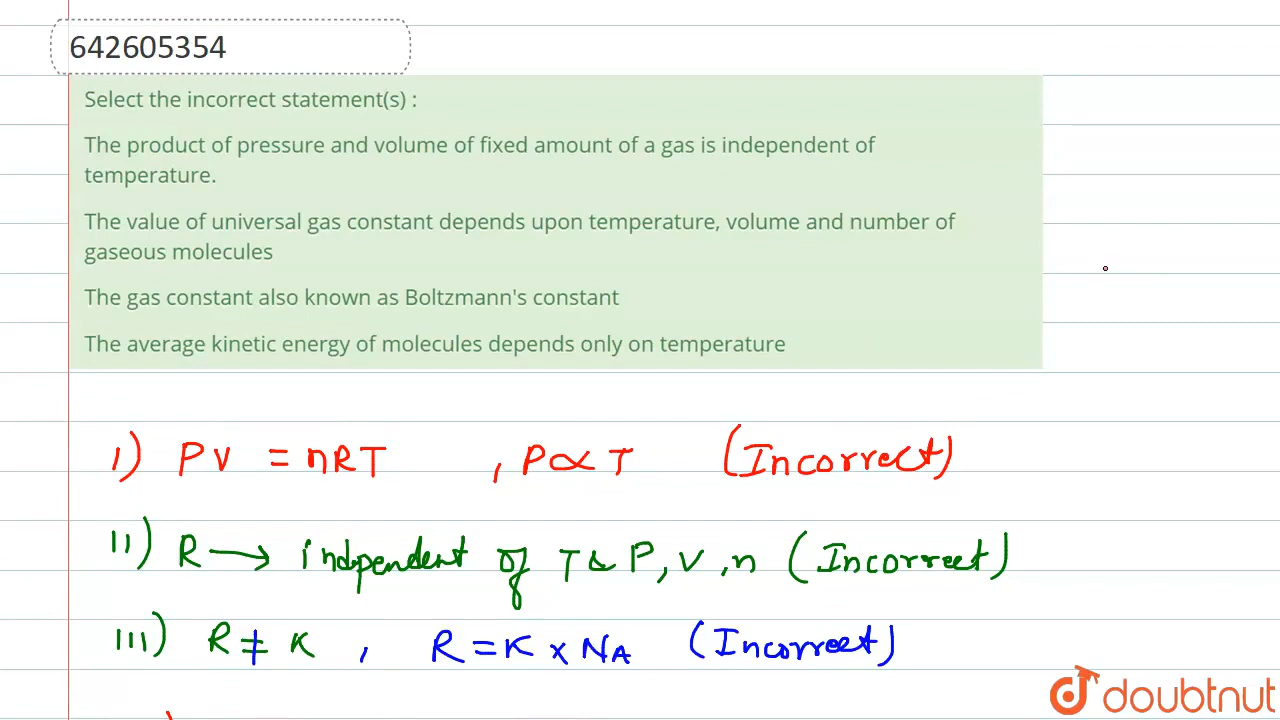 642605354
Select the incorrect statement(s) :
The product of pressure and volume of fixed amount of a gas is independent of
temperature.
The value of universal gas constant depends upon temperature, volume and number of
gaseous molecules
The gas constant also known as Boltzmann's constant
The average kinetic energy of molecules depends only on temperature
I) PV = nRT , P∝T (Incorrect)
II) R → independent of T & P, V, n (Incorrect)
III) R ≠ K , R = K × NA (Incorrect)
doubtnut